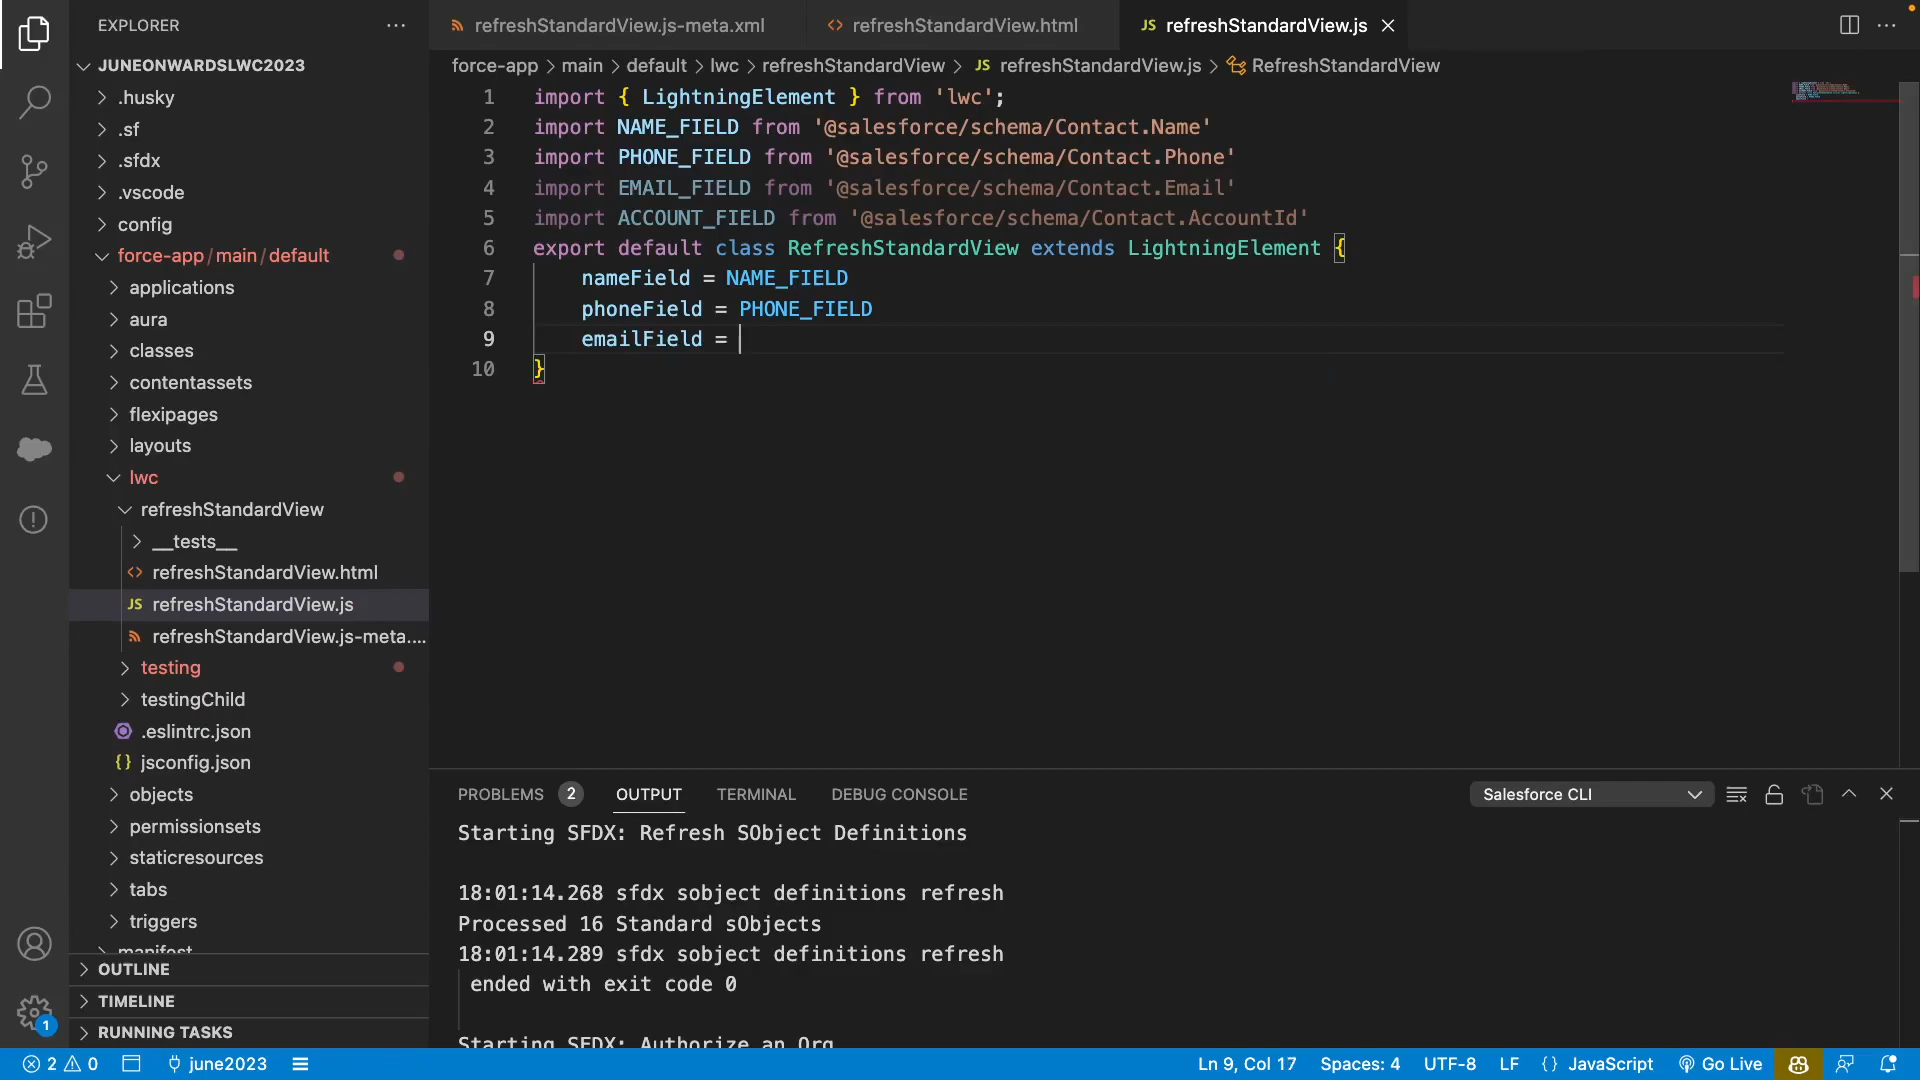 EXPLORER
JUNEONWARDSLWC2023
.husky
.sf
.sfdx
.vscode
config
force-app/main/default
applications
aura
classes
contentassets
flexipages
layouts
lwc
refreshStandardView
__tests__
refreshStandardView.html
JS refreshStandardView.js
refreshStandardView.js-meta....
testing
testingChild
.eslintrc.json
{} jsconfig.json
objects
permissionsets
staticresources
tabs
triggers
manifest
OUTLINE
TIMELINE
RUNNING TASKS
1
refreshStandardView.js-meta.xml
<> refreshStandardView.html
JS refreshStandardView.js
force-app > main > default > lwc > refreshStandardView > JS refreshStandardView.js > RefreshStandardView
1 import { LightningElement } from 'lwc';
2 import NAME_FIELD from '@salesforce/schema/Contact.Name'
3 import PHONE_FIELD from '@salesforce/schema/Contact.Phone'
4 import EMAIL_FIELD from '@salesforce/schema/Contact.Email'
5 import ACCOUNT_FIELD from '@salesforce/schema/Contact.AccountId'
6 export default class RefreshStandardView extends LightningElement {
7 nameField = NAME_FIELD
8 phoneField = PHONE_FIELD
9 emailField =
10 }
PROBLEMS 2 OUTPUT TERMINAL DEBUG CONSOLE
Salesforce CLI
Starting SFDX: Refresh SObject Definitions
18:01:14.268 sfdx sobject definitions refresh
Processed 16 Standard sObjects
18:01:14.289 sfdx sobject definitions refresh
ended with exit code 0
Starting SFDX: Authorize an Org
2 0 june2023
Ln 9, Col 17 Spaces: 4 UTF-8 LF {} JavaScript Go Live